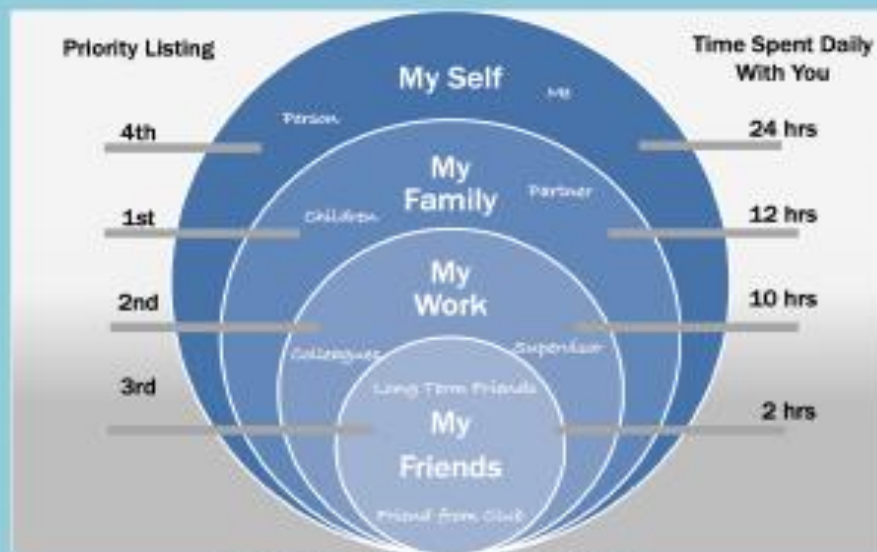 Priority Listing
Time Spent Daily
With You
My Self
Me
Person
4th
24 hrs
My
Family
Partner
Children
1st
12 hrs
My
Work
2nd
10 hrs
Colleagues
Supervisor
3rd
Long Term Friends
2 hrs
My
Friends
Friend from Club